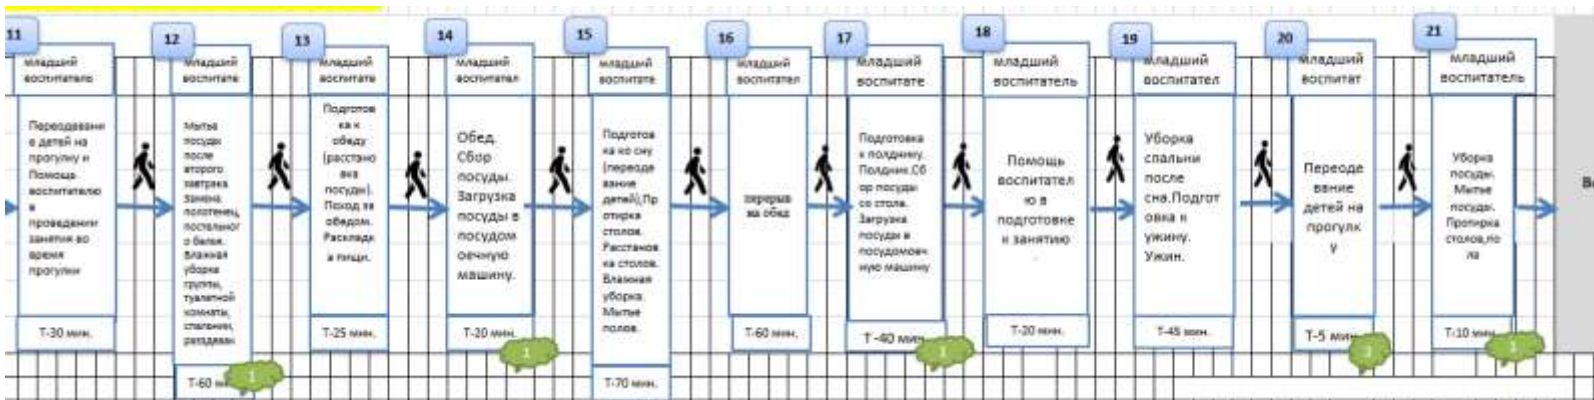 11
младший
воспитатель
Переодевани
е детей на
прогулку и
Помощь
воспитателю
в
проведении
занятия во
время
прогулки
Т-30 мин.
12
младший
воспитате
Мытье
посуды
после
второго
завтрака
замена
полотенец,
постельног
о белья.
Влажная
уборка
группы,
туалетной
комнаты,
спальни,
раздеван
Т-60
1
13
младший
воспитате
Подготов
ка к
обеду
(расстано
вка
посуды).
Поход за
обедом.
Раскладк
а пищи.
Т-25 мин.
14
младший
воспитател
Обед.
Сбор
посуды.
Загрузка
посуды в
посудом
оечную
машину.
Т-20 мин.
1
15
младший
воспитате
Подготов
ка ко сну
(переоде
вание
детей),Пр
отирка
столов.
Расстанов
ка столов.
Влажная
уборка.
Мытье
полов.
Т-70 мин.
16
младший
воспитател
перерыв
на обед
Т-60 мин.
17
младший
воспитате
Подготовка
к полднику.
Полдник.Сб
ор посуды
со стола.
Загрузка
посуды в
посудомоеч
ную машину
Т-40 мин
1
18
младший
воспитатель
Помощь
воспитател
ю в
подготовке
к занятию
.
Т-20 мин.
19
младший
воспитател
Уборка
спальни
после
сна.Подгот
овка к
ужину.
Ужин.
Т-45 мин.
20
младший
воспитат
Переоде
вание
детей на
прогулк
у
Т-5 мин
3
21
младший
воспитатель
Уборка
посуды.
Мытье
посуды.
Протирка
столов,по
ла
Т-10 мин